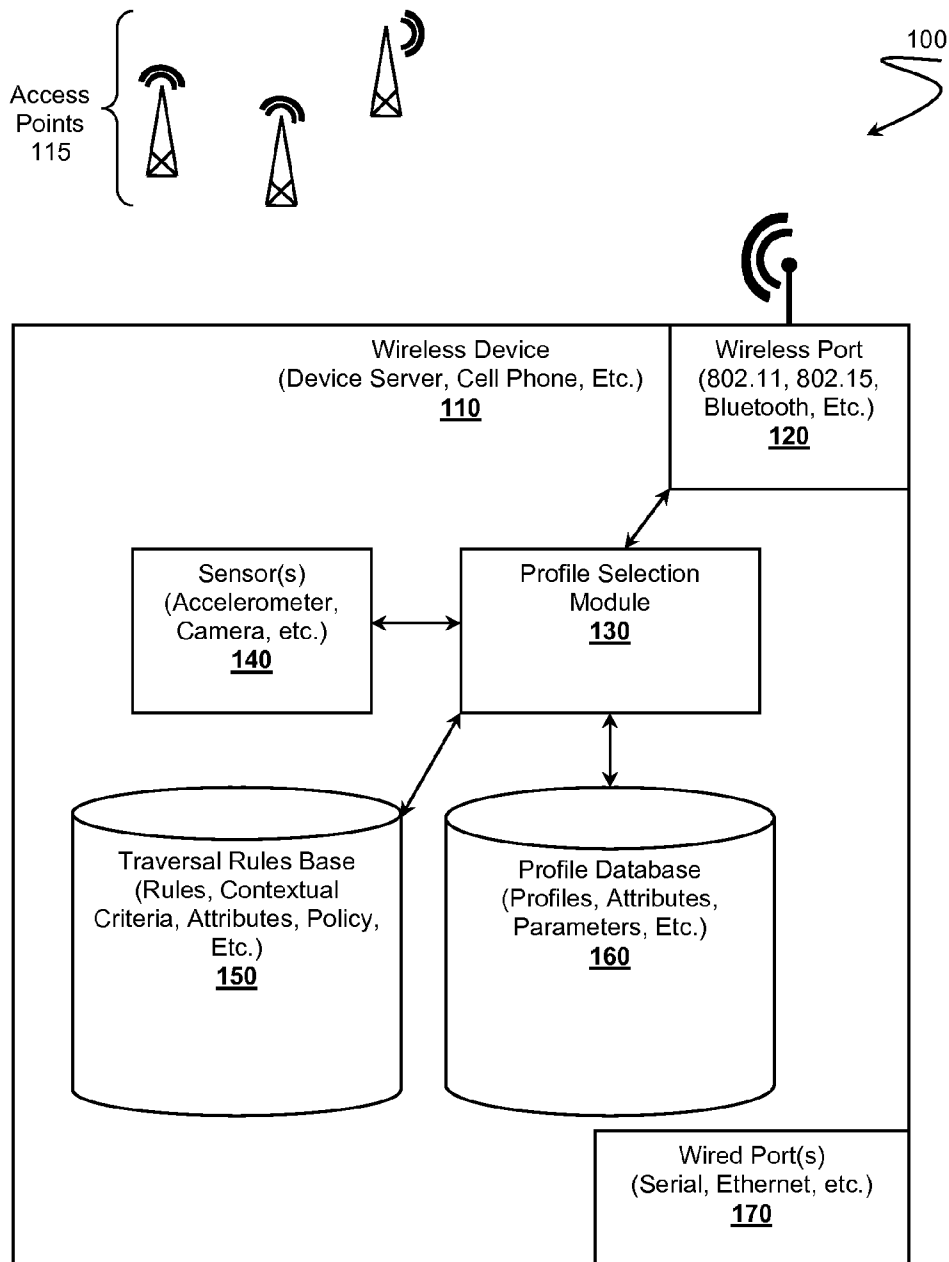 100
Access
Points
115
Wireless Device
(Device Server, Cell Phone, Etc.)
110
Wireless Port
(802.11, 802.15,
Bluetooth, Etc.)
120
Sensor(s)
(Accelerometer,
Camera, etc.)
140
Profile Selection
Module
130
Traversal Rules Base
(Rules, Contextual
Criteria, Attributes, Policy,
Etc.)
150
Profile Database
(Profiles, Attributes,
Parameters, Etc.)
160
Wired Port(s)
(Serial, Ethernet, etc.)
170